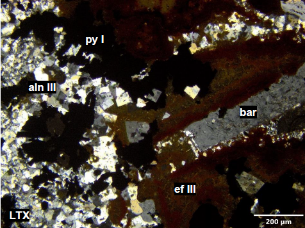 py I
aln III
bar
ef III
LTX
200 µm